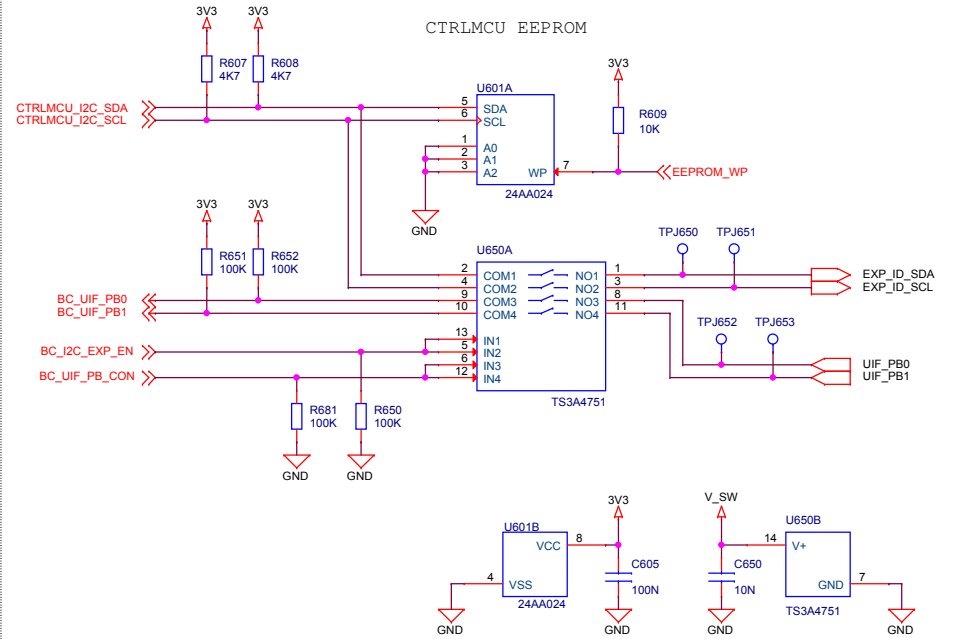 CTRLMCU EEPROM
3V3 3V3
R607 R608
4K7 4K7
3V3
U601A
R609
10K
CTRLMCU_I2C_SDA 5 SDA
CTRLMCU_I2C_SCL 6 SCL
1 A0
2 A1
3 A2 WP 7 EEPROM_WP
24AA024
GND
3V3 3V3
R651 R652
100K 100K
U650A
TPJ650 TPJ651
2 COM1 NO1 1 EXP_ID_SDA
4 COM2 NO2 3 EXP_ID_SCL
BC_UIF_PB0 9 COM3 NO3 8
BC_UIF_PB1 10 COM4 NO4 11
TPJ652 TPJ653
13 IN1
BC_I2C_EXP_EN 5 IN2
6 IN3 UIF_PB0
BC_UIF_PB_CON 12 IN4 UIF_PB1
TS3A4751
R681 R650
100K 100K
GND GND
3V3 V_SW
U601B U650B
VCC 8 14 V+
C605 C650
100N 10N
4 VSS GND 7
24AA024 TS3A4751
GND GND GND GND